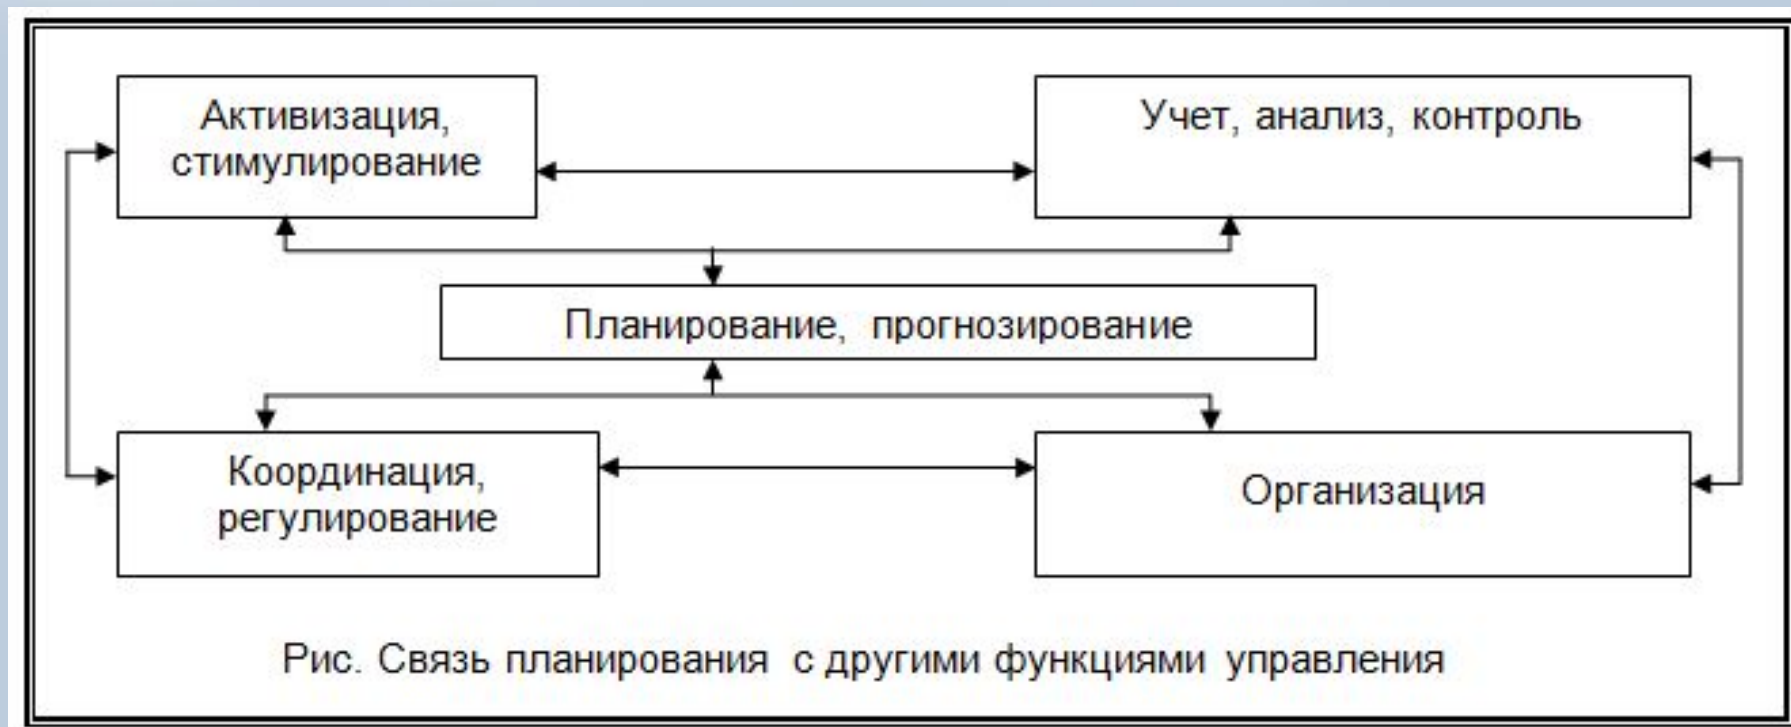 Активизация,
стимулирование
Учет, анализ, контроль
Планирование, прогнозирование
Координация,
регулирование
Организация
Рис. Связь планирования с другими функциями управления